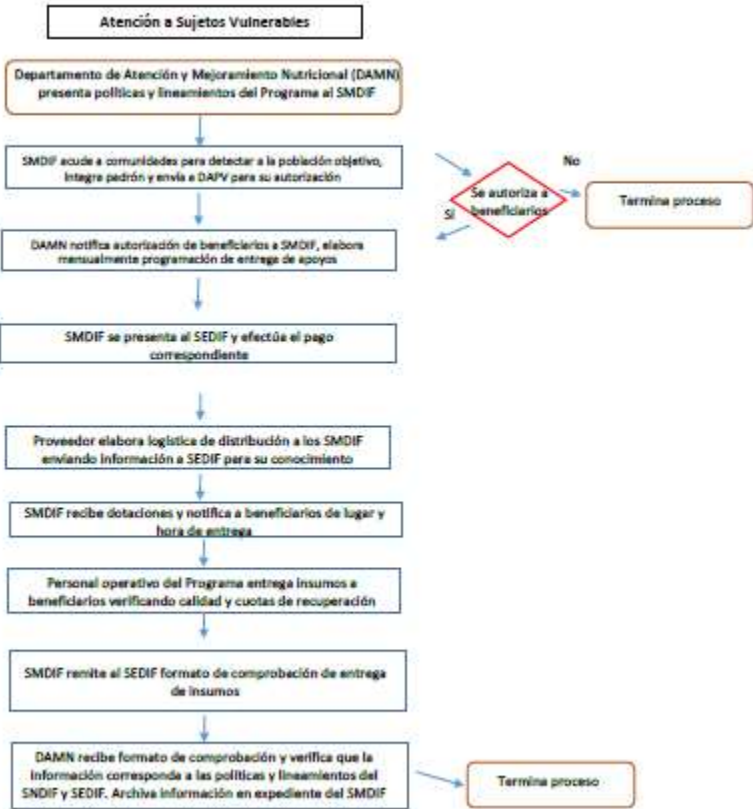 Atención a Sujetos Vulnerables
Departamento de Atención y Mejoramiento Nutricional (DAMN)
presenta políticas y lineamientos del Programa al SMDIF
SMDIF acude a comunidades para detectar a la población objetivo,
integra padrón y envía a DAPV para su autorización
No
Se autoriza a
beneficiarios
Si
Termina proceso
DAMN notifica autorización de beneficiarios a SMDIF, elabora
mensualmente programación de entrega de apoyos
SMDIF se presenta al SEDIF y efectúa el pago
correspondiente
Proveedor elabora logística de distribución a los SMDIF
enviando información a SEDIF para su conocimiento
SMDIF recibe dotaciones y notifica a beneficiarios de lugar y
hora de entrega
Personal operativo del Programa entrega insumos a
beneficiarios verificando calidad y cuotas de recuperación
SMDIF remite al SEDIF formato de comprobación de entrega
de insumos
DAMN recibe formato de comprobación y verifica que la
información corresponda a las políticas y lineamientos del
SNDIF y SEDIF. Archiva información en expediente del SMDIF
Termina proceso